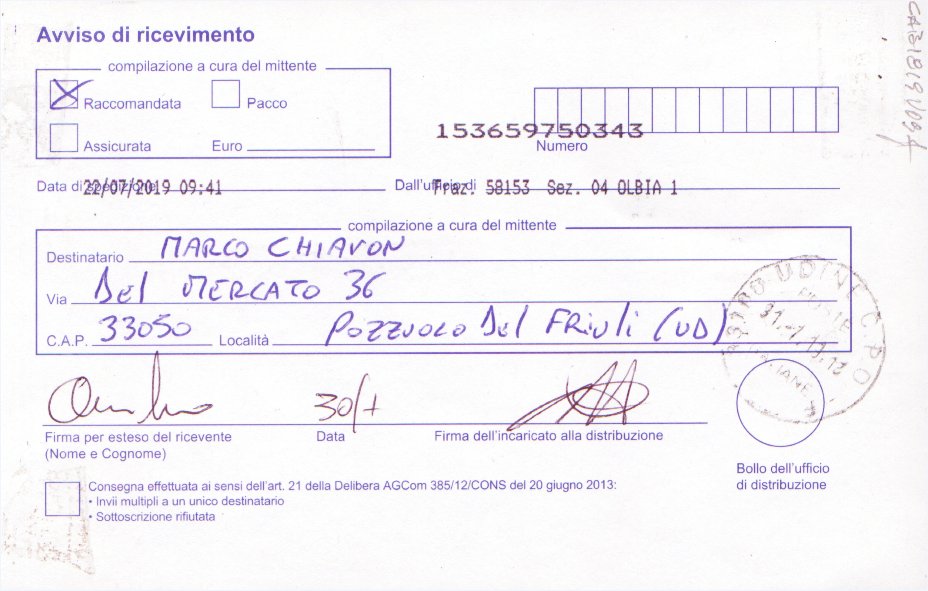 Avviso di ricevimento
compilazione a cura del mittente
Raccomandata Pacco
Assicurata Euro
153659750343
Numero
Data di spedizione 22/07/2019 09:41 Dall'ufficio di Fraz. 58153 Sez. 04 OLBIA 1
compilazione a cura del mittente
Destinatario MARCO CHIAVON
Via Del MERCATO 36
C.A.P. 33050 Località POZZUOLO Del FRIULI (UD)
UDINE CPO
30/7
Firma per esteso del ricevente Data Firma dell'incaricato alla distribuzione
(Nome e Cognome)
Bollo dell'ufficio
di distribuzione
Consegna effettuata ai sensi dell'art. 21 della Delibera AGCom 385/12/CONS del 20 giugno 2013:
• Invii multipli a un unico destinatario
• Sottoscrizione rifiutata